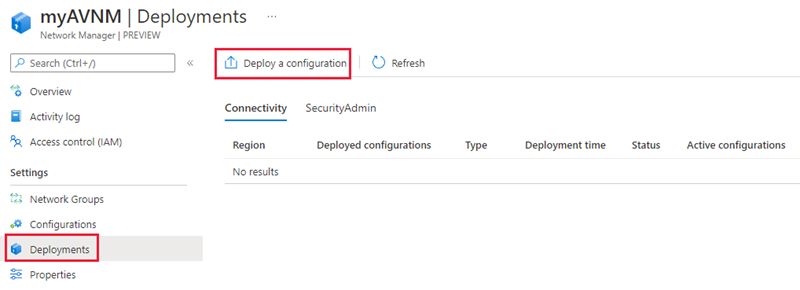 myAVNM | Deployments ...
Network Manager | PREVIEW
Search (Ctrl+/)
«
Deploy a configuration
Refresh
Overview
Activity log
Access control (IAM)
Settings
Network Groups
Configurations
Deployments
Properties
Connectivity SecurityAdmin
Region Deployed configurations Type Deployment time Status Active configurations
No results